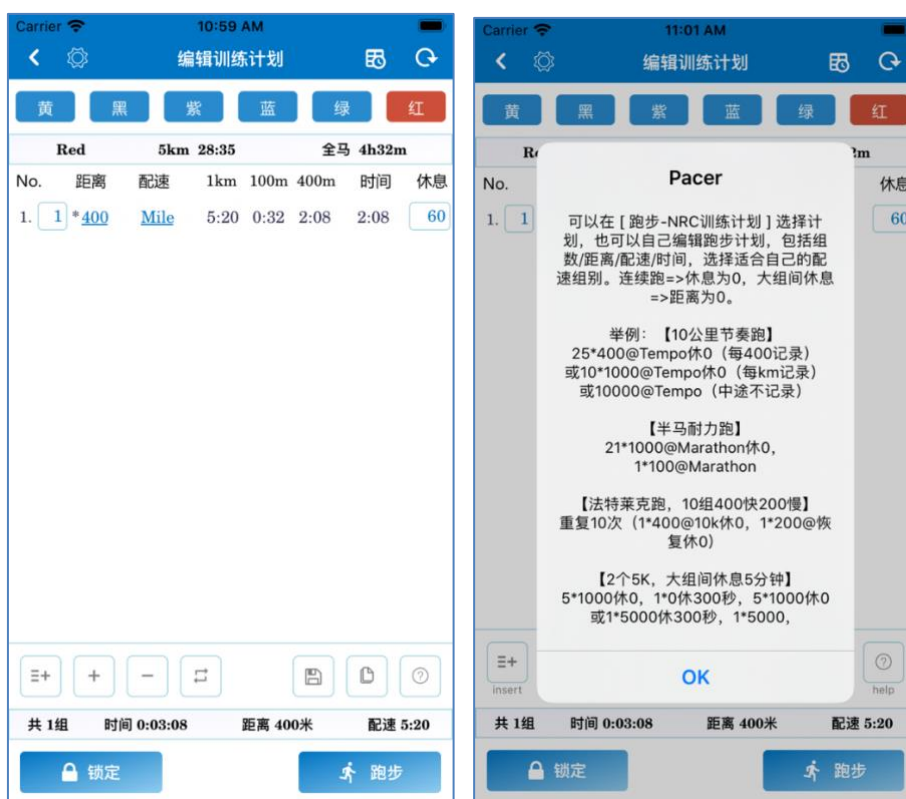 Carrier 10:59 AM
编辑训练计划
黄 黑 紫 蓝 绿 红
Red 5km 28:35 全马 4h32m
No. 距离 配速 1km 100m 400m 时间 休息
1. 1 *400 Mile 5:20 0:32 2:08 2:08 60
共 1组 时间 0:03:08 距离 400米 配速 5:20
锁定 跑步
Carrier 11:01 AM
编辑训练计划
黄 黑 紫 蓝 绿 红
No. 休息
1. 1 60
Pacer
可以在 [ 跑步-NRC训练计划 ] 选择计
划，也可以自己编辑跑步计划，包括组
数/距离/配速/时间，选择适合自己的配
速组别。连续跑=>休息为0，大组间休息
=>距离为0。
举例：【10公里节奏跑】
25*400@Tempo休0（每400记录）
或10*1000@Tempo休0（每km记录）
或10000@Tempo（中途不记录）
【半马耐力跑】
21*1000@Marathon休0，
1*100@Marathon
【法特莱克跑，10组400快200慢】
重复10次（1*400@10k休0，1*200@恢
复休0）
【2个5K，大组间休息5分钟】
5*1000休0，1*0休300秒，5*1000休0
或1*5000休300秒，1*5000，
OK
insert help
共 1组 时间 0:03:08 距离 400米 配速 5:20
锁定 跑步